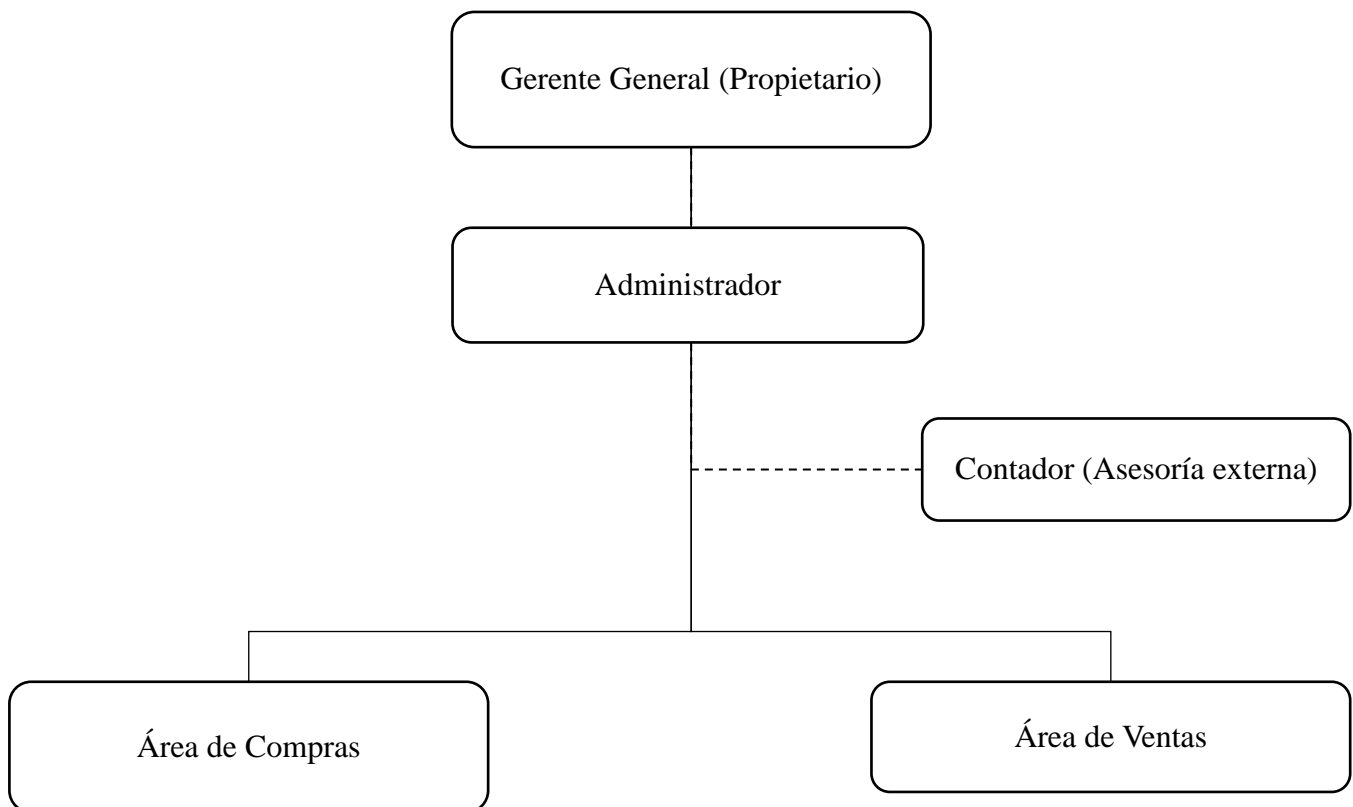 Gerente General (Propietario)
Administrador
Contador (Asesoría externa)
Área de Compras
Área de Ventas